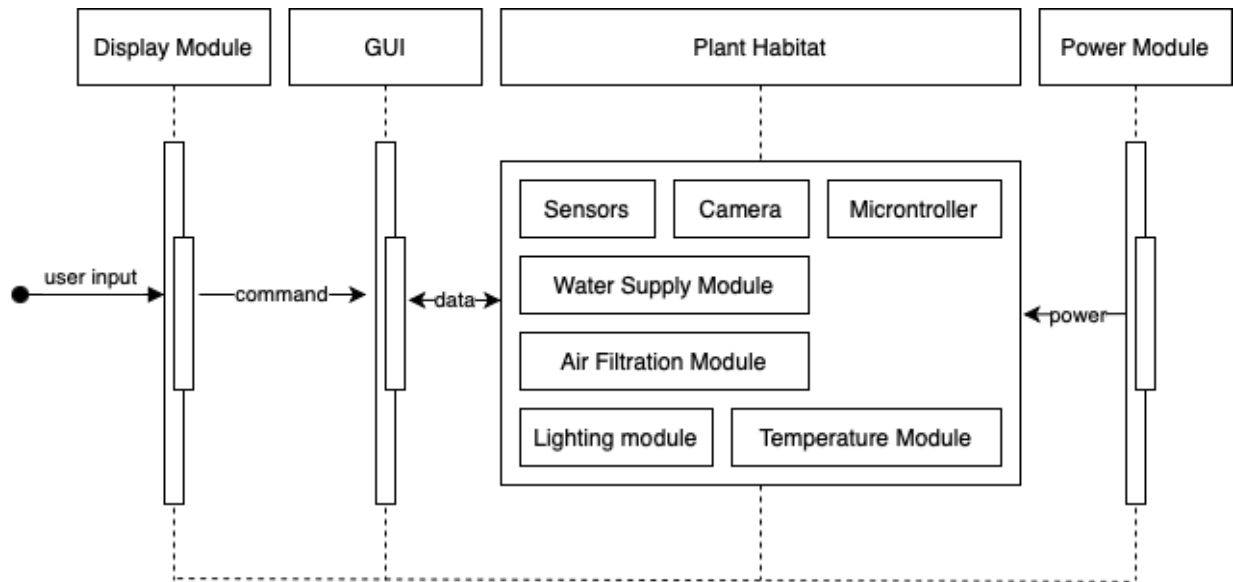 Display Module
GUI
Plant Habitat
Power Module
Sensors
Camera
Microntroller
user input
command
data
Water Supply Module
power
Air Filtration Module
Lighting module
Temperature Module